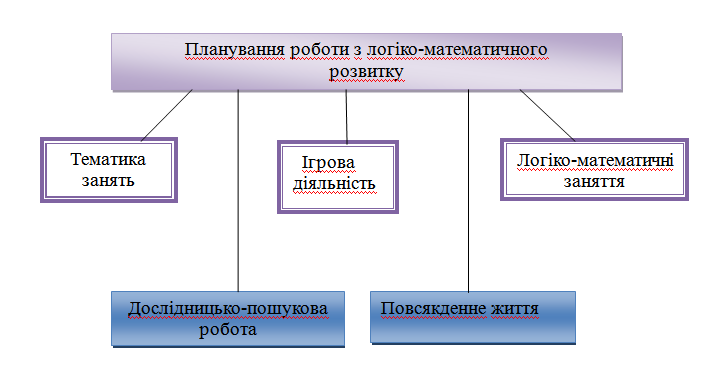 Планування роботи з логіко-математичного
розвитку
Тематика
занять
Ігрова
діяльність
Логіко-математичні
заняття
Дослідницько-пошукова
робота
Повсякденне життя